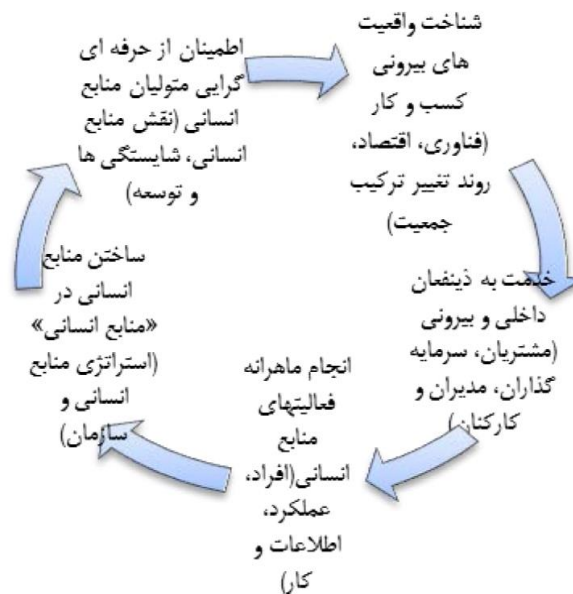 شناخت واقعیت
های بیرونی
کسب و کار
(فناوری، اقتصاد،
روند تغییر ترکیب
جمعیت)
خدمت به ذینفعان
داخلی و بیرونی
(مشتریان، سرمایه
گذاران، مدیران و
کارکنان)
انجام ماهرانه
فعالیتهای
منابع
انسانی(افراد،
عملکرد،
اطلاعات و
کار)
ساختن منابع
انسانی در
«منابع انسانی»
(استراتژی منابع
انسانی و
سازمان)
اطمینان از حرفه ای
گرایی متولیان منابع
انسانی (نقش منابع
انسانی، شایستگی ها
و توسعه)